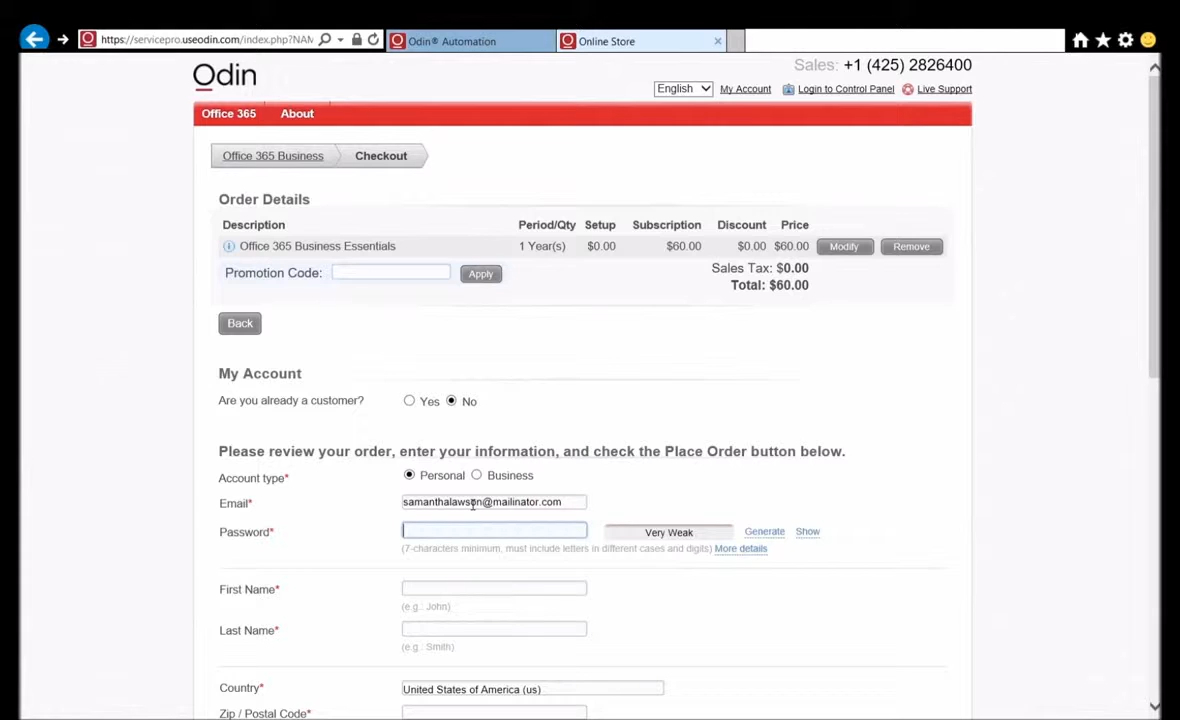 https://servicepro.useodin.com/index.php?NAM
Odin® Automation
Online Store
Odin
Sales: +1 (425) 2826400
English My Account Login to Control Panel Live Support
Office 365 About
Office 365 Business Checkout
Order Details
Description Period/Qty Setup Subscription Discount Price
Office 365 Business Essentials 1 Year(s) $0.00 $60.00 $0.00 $60.00 Modify Remove
Promotion Code: Apply Sales Tax: $0.00
Total: $60.00
Back
My Account
Are you already a customer? Yes No
Please review your order, enter your information, and check the Place Order button below.
Account type* Personal Business
Email* samanthalawson@mailinator.com
Password* Very Weak Generate Show
(7-characters minimum, must include letters in different cases and digits) More details
First Name*
(e.g.: John)
Last Name*
(e.g.: Smith)
Country* United States of America (us)
Zip / Postal Code*